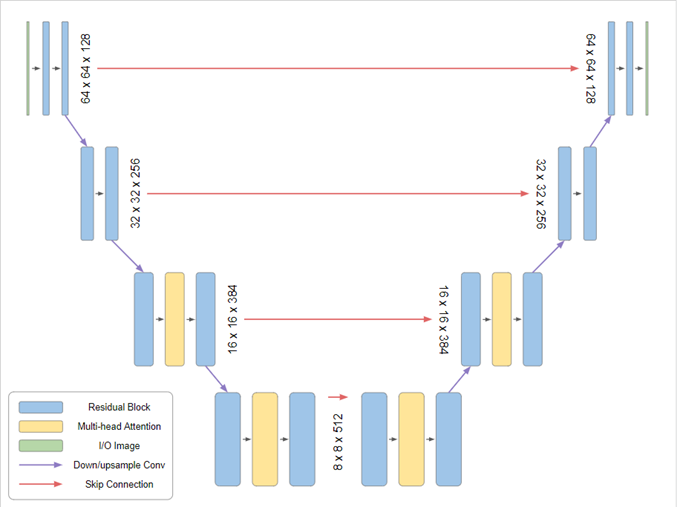 64 x 64 x 128
64 x 64 x 128
32 x 32 x 256
32 x 32 x 256
16 x 16 x 384
16 x 16 x 384
8 x 8 x 512
Residual Block
Multi-head Attention
I/O Image
Down/upsample Conv
Skip Connection